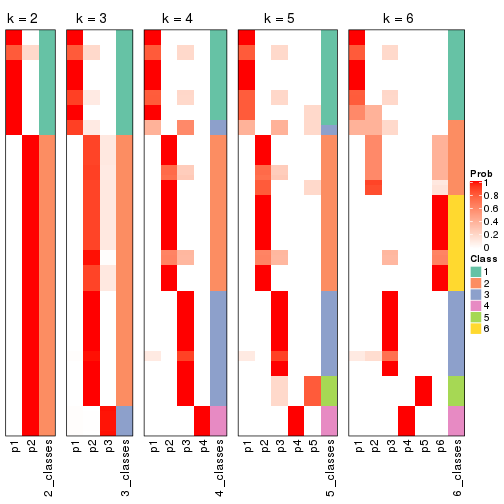 k = 2
k = 3
k = 4
k = 5
k = 6
Prob
1
0.8
0.6
0.4
0.2
0
Class
1
2
3
4
5
6
p1
p2
2_classes
p1
p2
p3
3_classes
p1
p2
p3
p4
4_classes
p1
p2
p3
p4
p5
5_classes
p1
p2
p3
p4
p5
p6
6_classes